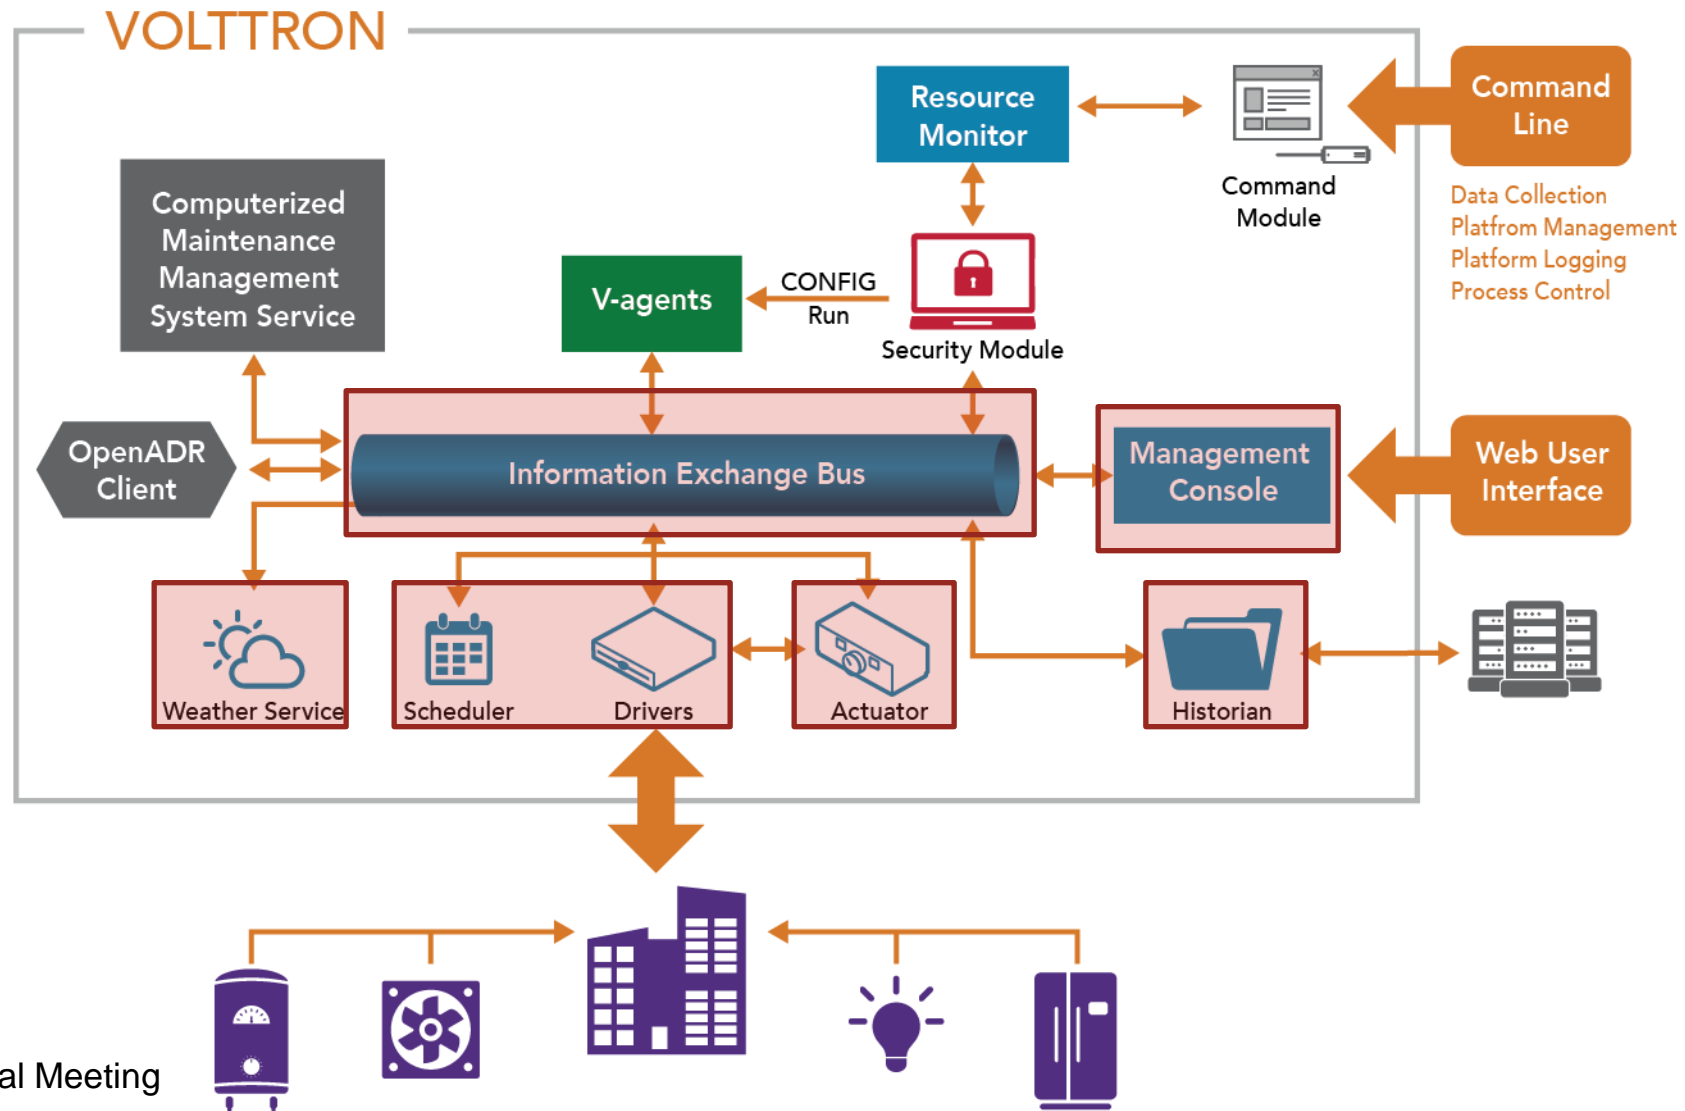 VOLTTRON
Resource
Monitor
Command
Module
Command
Line
Data Collection
Platfrom Management
Platform Logging
Process Control
Computerized
Maintenance
Management
System Service
V-agents
CONFIG
Run
Security Module
OpenADR
Client
Information Exchange Bus
Management
Console
Web User
Interface
Weather Service
Scheduler
Drivers
Actuator
Historian
al Meeting